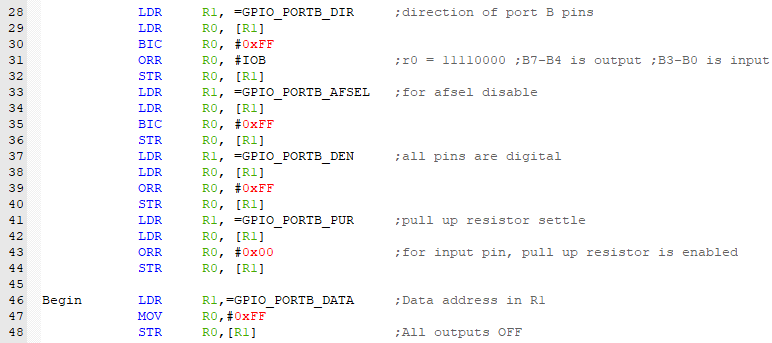 28 LDR R1, =GPIO_PORTB_DIR ;direction of port B pins
29 LDR R0, [R1]
30 BIC R0, #0xFF
31 ORR R0, #IOB ;r0 = 11110000 ;B7-B4 is output ;B3-B0 is input
32 STR R0, [R1]
33 LDR R1, =GPIO_PORTB_AFSEL ;for afsel disable
34 LDR R0, [R1]
35 BIC R0, #0xFF
36 STR R0, [R1]
37 LDR R1, =GPIO_PORTB_DEN ;all pins are digital
38 LDR R0, [R1]
39 ORR R0, #0xFF
40 STR R0, [R1]
41 LDR R1, =GPIO_PORTB_PUR ;pull up resistor settle
42 LDR R0, [R1]
43 ORR R0, #0x00 ;for input pin, pull up resistor is enabled
44 STR R0, [R1]
45
46 Begin LDR R1,=GPIO_PORTB_DATA ;Data address in R1
47 MOV R0,#0xFF
48 STR R0,[R1] ;All outputs OFF